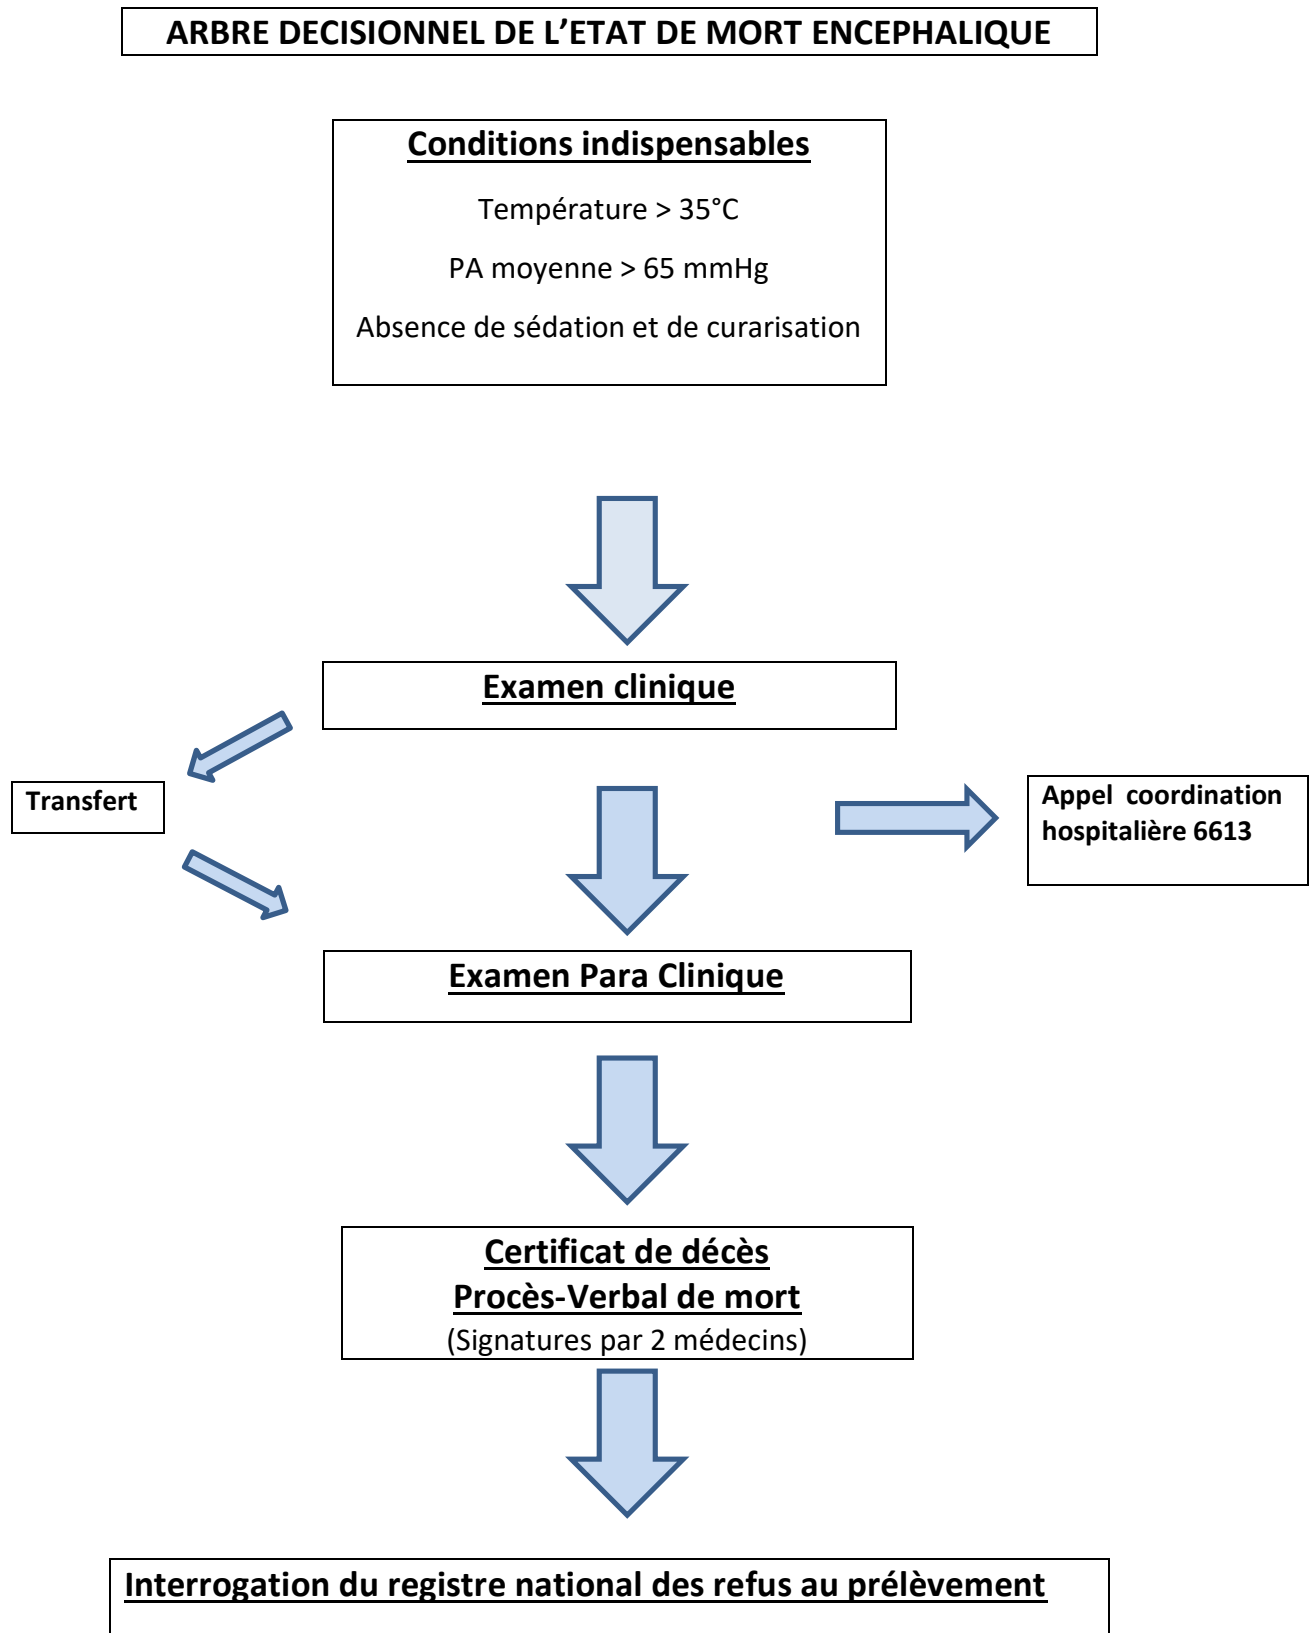 ARBRE DECISIONNEL DE L’ETAT DE MORT ENCEPHALIQUE
Conditions indispensables
Température > 35°C
PA moyenne > 65 mmHg
Absence de sédation et de curarisation
Examen clinique
Transfert
Appel coordination
hospitalière 6613
Examen Para Clinique
Certificat de décès
Procès-Verbal de mort
(Signatures par 2 médecins)
Interrogation du registre national des refus au prélèvement